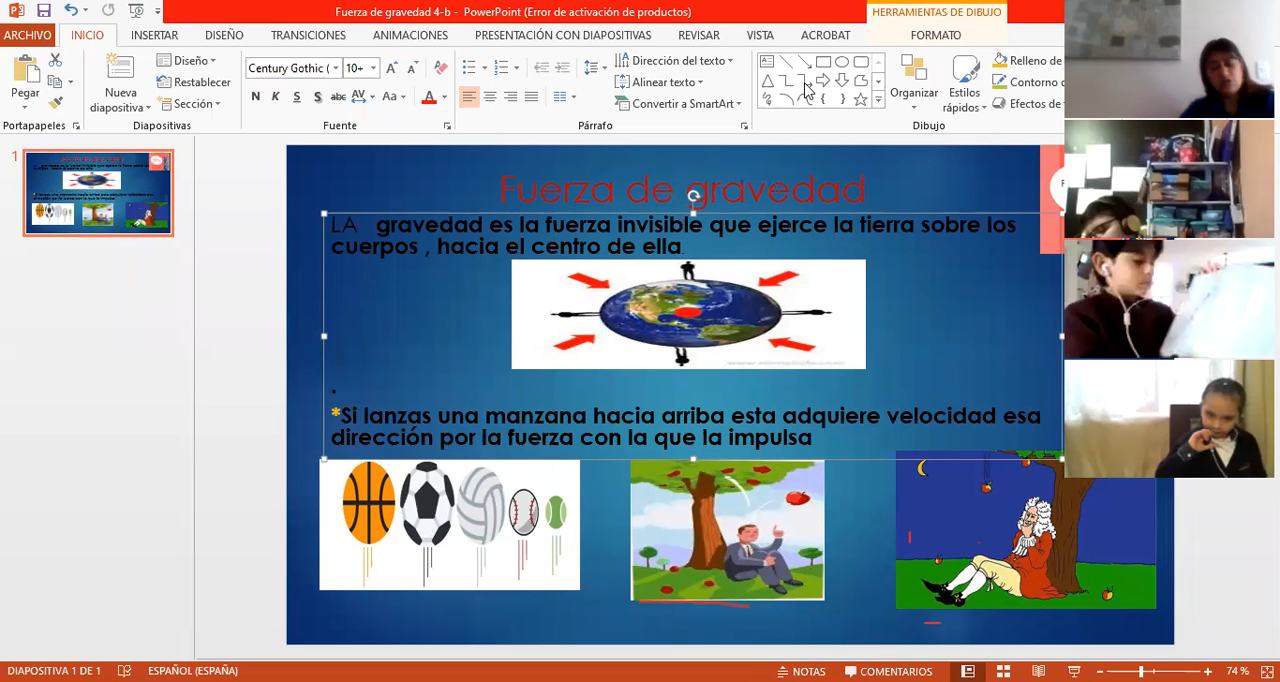 Fuerza de gravedad 4-b - PowerPoint (Error de activación de productos)
HERRAMIENTAS DE DIBUJO
ARCHIVO INICIO INSERTAR DISEÑO TRANSICIONES ANIMACIONES PRESENTACIÓN CON DIAPOSITIVAS REVISAR VISTA ACROBAT FORMATO
Pegar
Nueva diapositiva
Diseño
Restablecer
Sección
Century Gothic ( 10+
N K S S abc AV Aa A
Dirección del texto
Alinear texto
Convertir a SmartArt
Organizar
Estilos rápidos
Relleno de
Contorno
Efectos de
Portapapeles Diapositivas Fuente Párrafo Dibujo
1
Fuerza de gravedad
LA gravedad es la fuerza invisible que ejerce la tierra sobre los
cuerpos , hacia el centro de ella.
.
*Si lanzas una manzana hacia arriba esta adquiere velocidad esa
dirección por la fuerza con la que la impulsa
DIAPOSITIVA 1 DE 1 ESPAÑOL (ESPAÑA) NOTAS COMENTARIOS 74 %